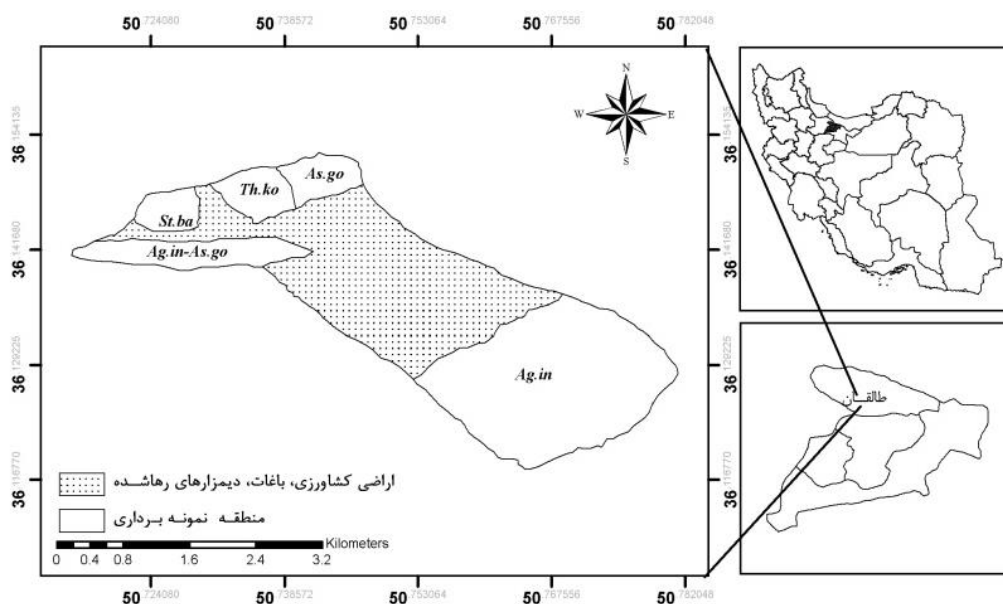 50.724080 50.738572 50.753064 50.767556 50.782048
N
W E
S
36.154135 36.154135
As.go
Th.ko
St.ba
36.141680 36.141680
Ag.in-As.go
36.129225 36.129225
Ag.in
طالقــان
36.116770 36.116770
اراضی کشاورزی، باغات، دیمزارهای رهاشــده
منطقه نمونه بـرداری
Kilometers
0 0.4 0.8 1.6 2.4 3.2
50.724080 50.738572 50.753064 50.767556 50.782048